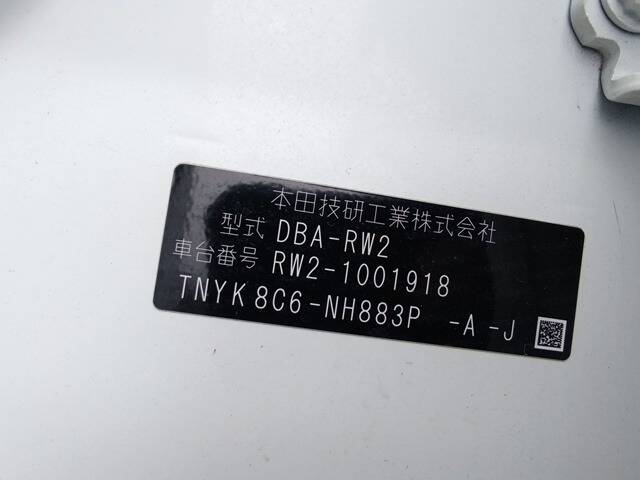 本田技研工業株式会社
型式 DBA-RW2
車台番号 RW2-1001918
TNYK8C6-NH883P -A-J